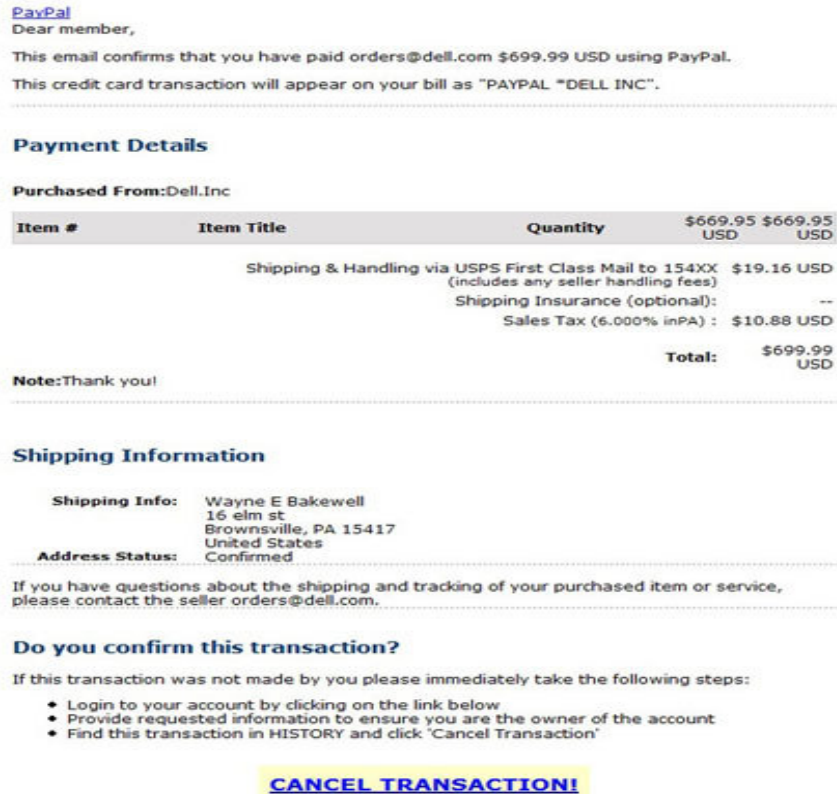 PayPal
Dear member,
This email confirms that you have paid orders@dell.com $699.99 USD using PayPal.
This credit card transaction will appear on your bill as "PAYPAL *DELL INC".
Payment Details
Purchased From:Dell.Inc
Item # Item Title Quantity $669.95 USD $669.95 USD
Shipping & Handling via USPS First Class Mail to 154XX $19.16 USD
(includes any seller handling fees)
Shipping Insurance (optional): --
Sales Tax (6.000% inPA) : $10.88 USD
Total: $699.99 USD
Note:Thank you!
Shipping Information
Shipping Info: Wayne E Bakewell
16 elm st
Brownsville, PA 15417
United States
Address Status: Confirmed
If you have questions about the shipping and tracking of your purchased item or service,
please contact the seller orders@dell.com.
Do you confirm this transaction?
If this transaction was not made by you please immediately take the following steps:
• Login to your account by clicking on the link below
• Provide requested information to ensure you are the owner of the account
• Find this transaction in HISTORY and click 'Cancel Transaction'
CANCEL TRANSACTION!